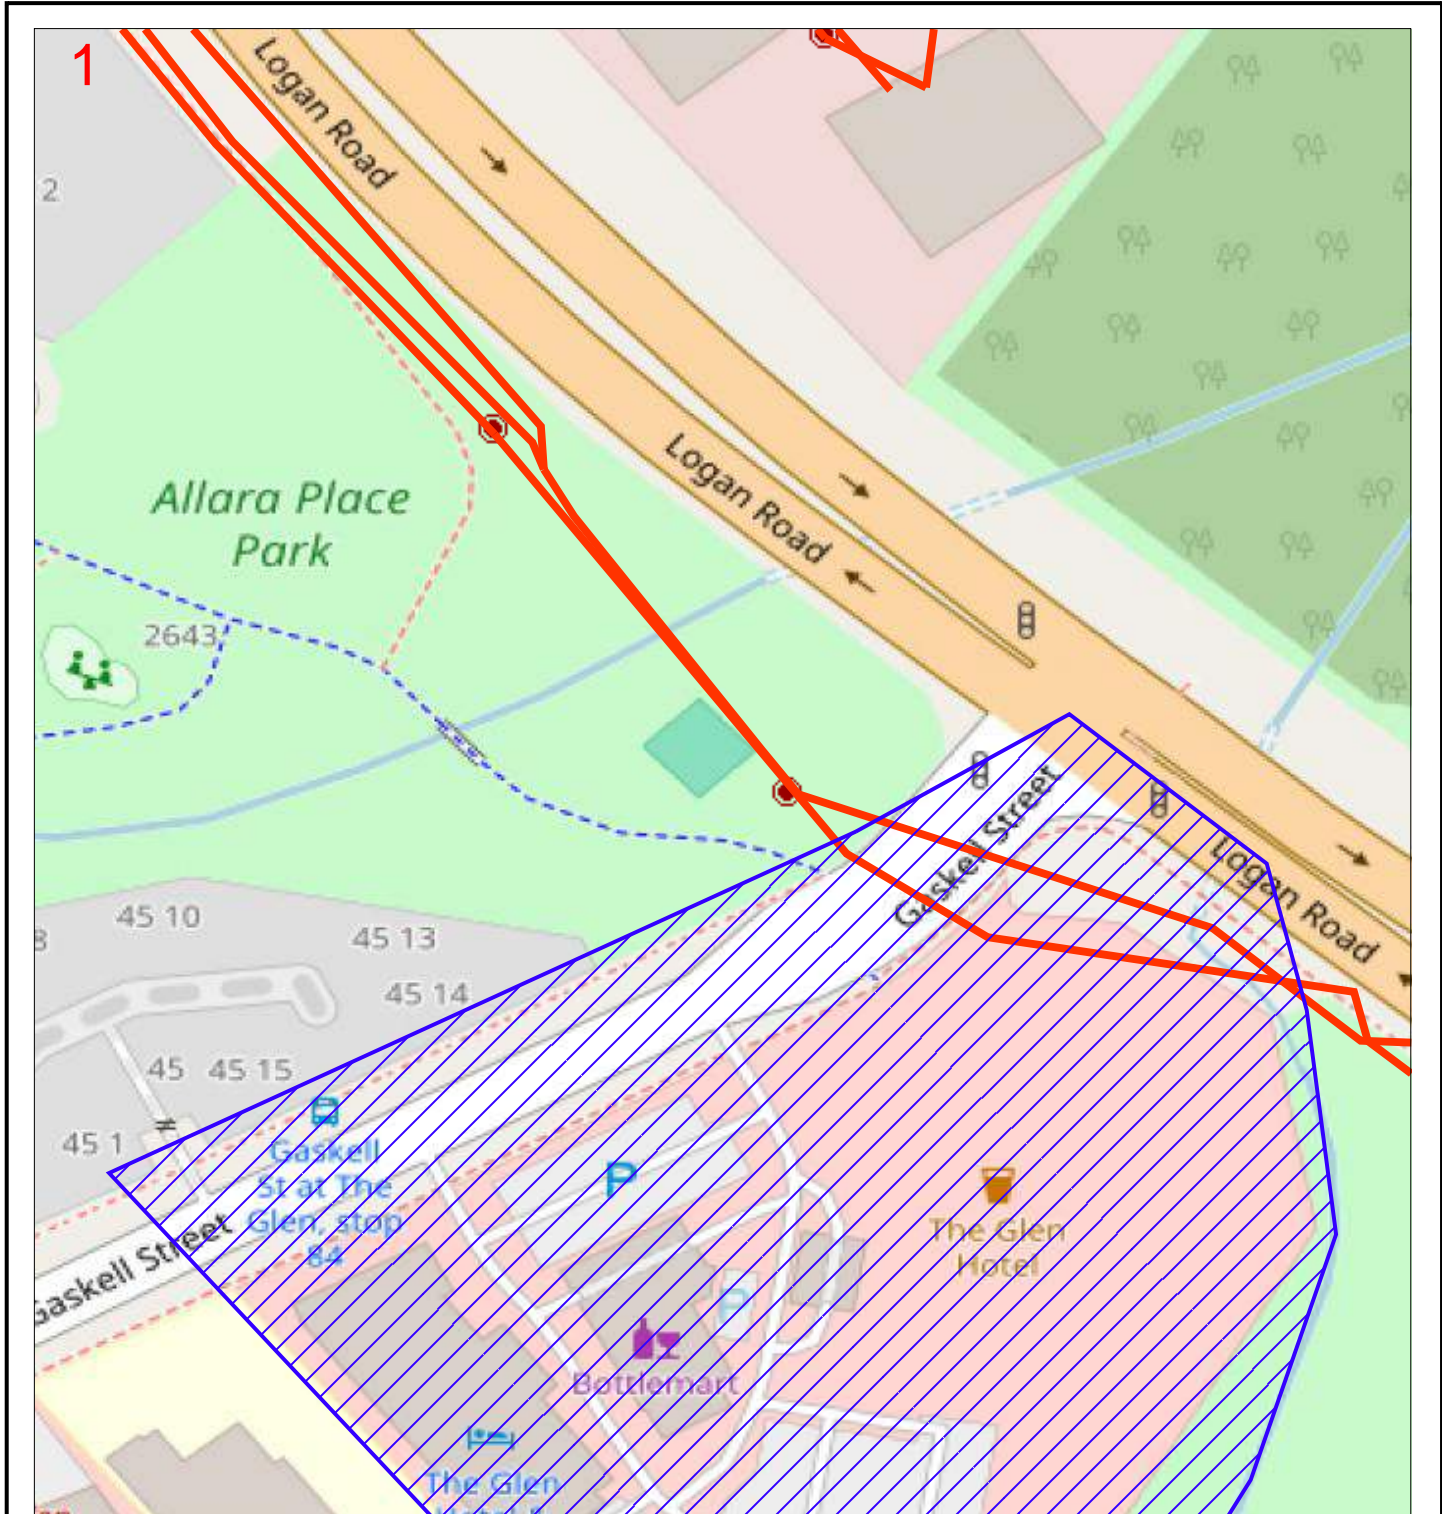 1
Logan Road
2
Logan Road
Allara Place
Park
2643
Gaskell Street
Logan Road
45 10
45 13
8
45 14
45
45 15
45 1
Gaskell
St at The
Glen, stop
84
Gaskell Street
P
The Glen
Hotel
P
Bottlemart
The Glen
Hotel &